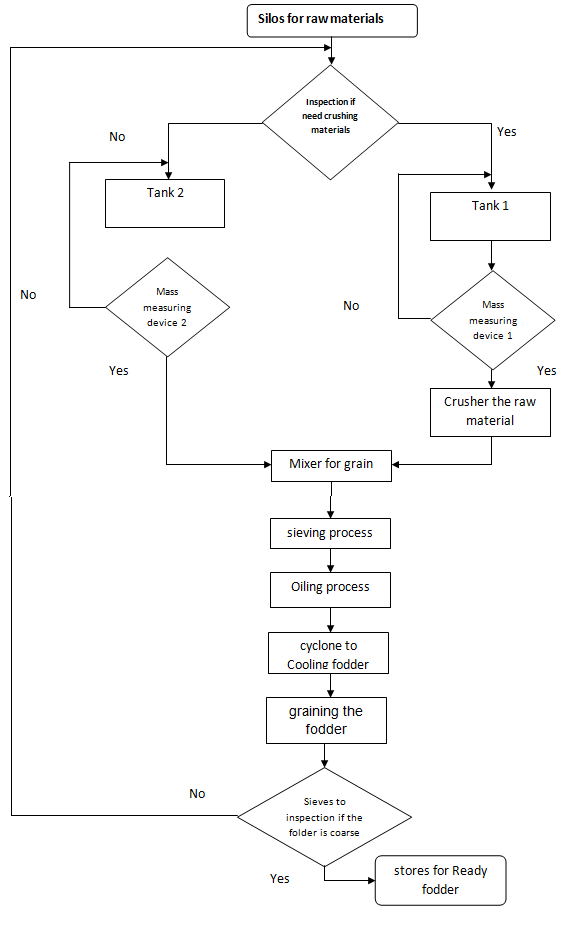 Silos for raw materials
Inspection if
need crushing
materials
No
Yes
Tank 2
Tank 1
Mass
measuring
device 2
Mass
measuring
device 1
No
No
Yes
Yes
Crusher the raw
material
Mixer for grain
sieving process
Oiling process
cyclone to
Cooling fodder
graining the
fodder
No
Sieves to
inspection if the
folder is coarse
Yes
stores for Ready
fodder